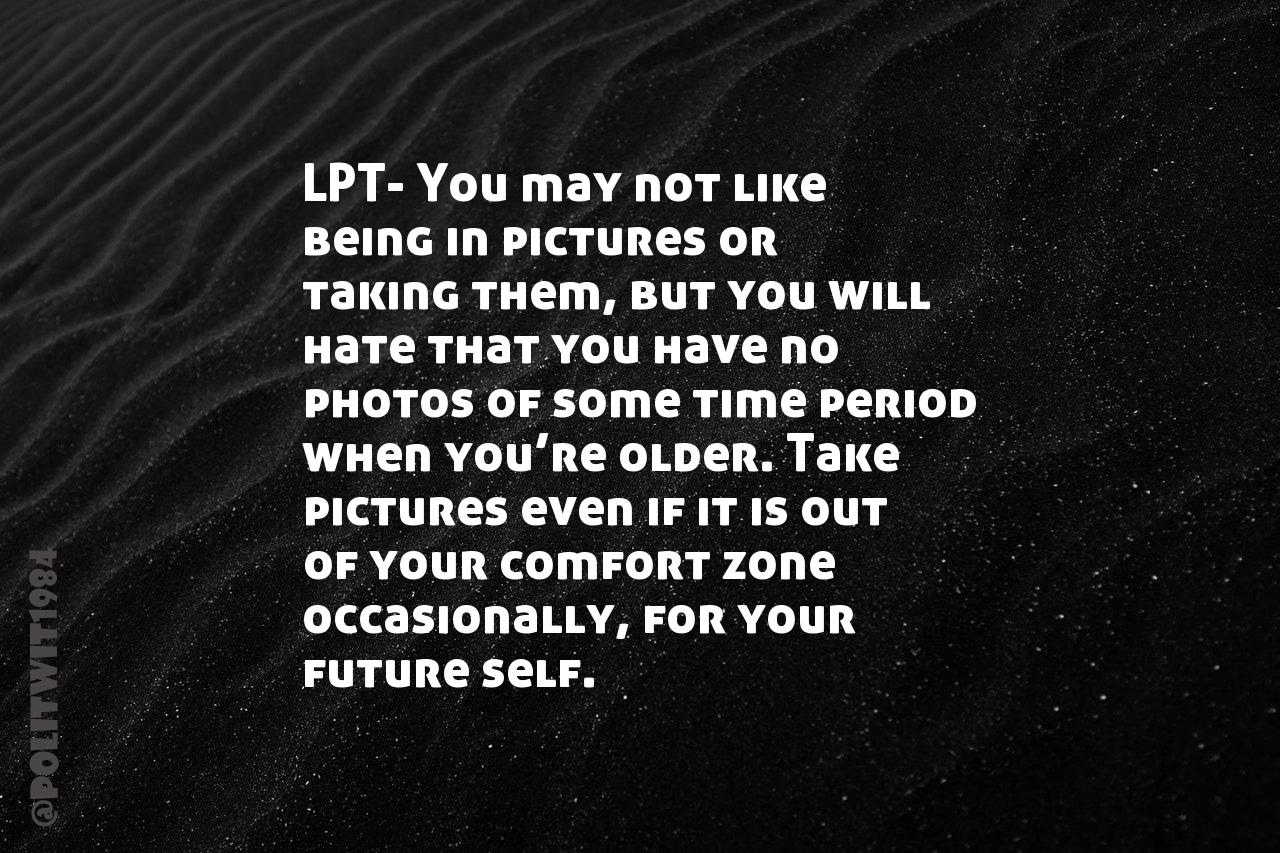 LPT- You may not like
being in pictures or
taking them, but you will
hate that you have no
photos of some time period
when you’re older. Take
pictures even if it is out
of your comfort zone
occasionally, for your
future self.
@POLITWIT1984